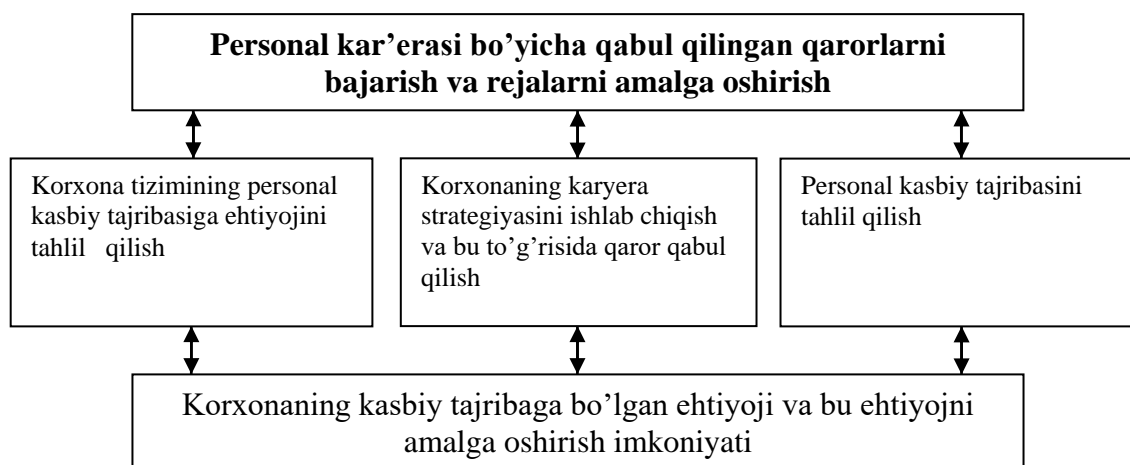 Personal kar’erasi bo’yicha qabul qilingan qarorlarni
bajarish va rejalarni amalga oshirish
Korxona tizimining personal
kasbiy tajribasiga ehtiyojini
tahlil qilish
Korxonaning karyera
strategiyasini ishlab chiqish
va bu to’g’risida qaror qabul
qilish
Personal kasbiy tajribasini
tahlil qilish
Korxonaning kasbiy tajribaga bo’lgan ehtiyoji va bu ehtiyojni
amalga oshirish imkoniyati